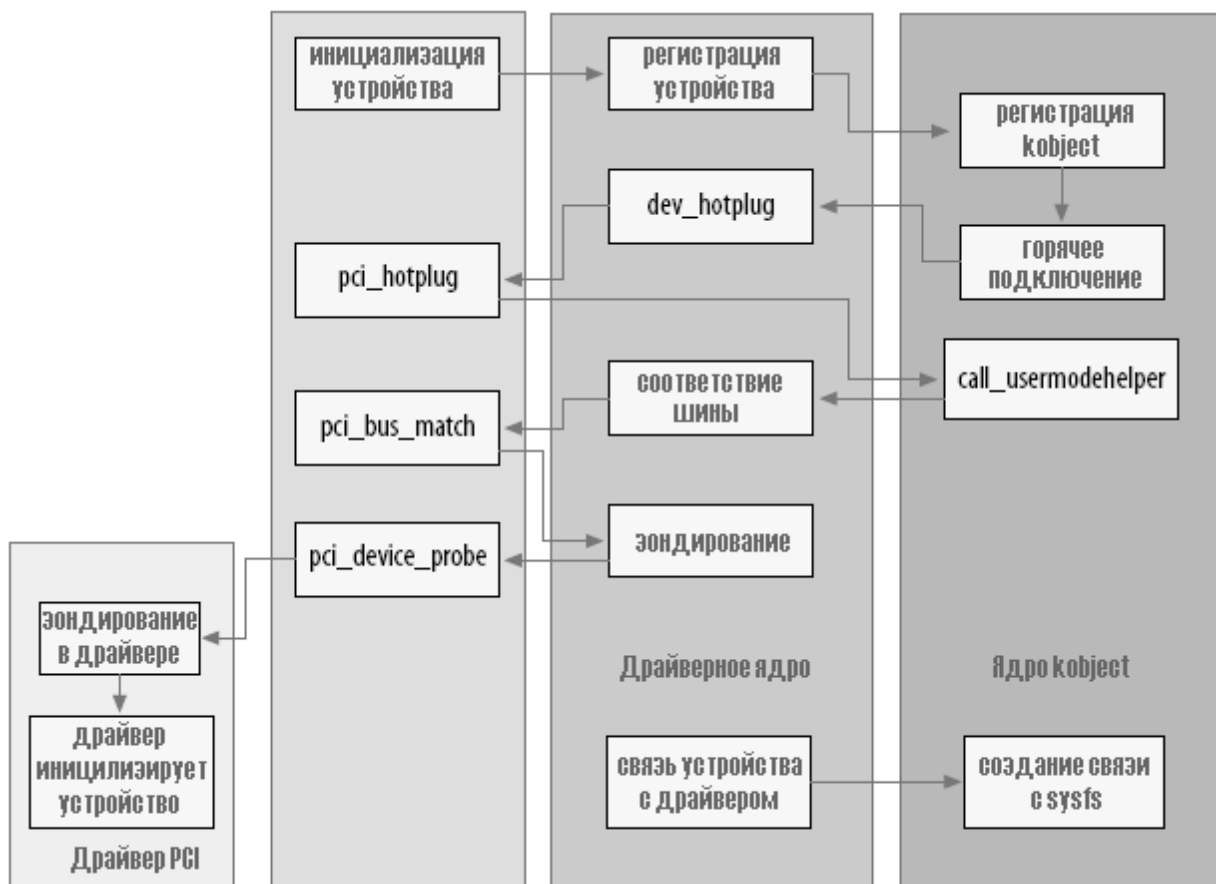 инициализация
устройства
регистрация
устройства
регистрация
kobject
dev_hotplug
горячее
подключение
pci_hotplug
call_usermodehelper
соответствие
шины
pci_bus_match
зондирование
pci_device_probe
зондирование
в драйвере
драйвер
иницилизирует
устройство
Драйвер PCI
Драйверное ядро
Ядро kobject
связь устройства
с драйвером
создание связи
с sysfs